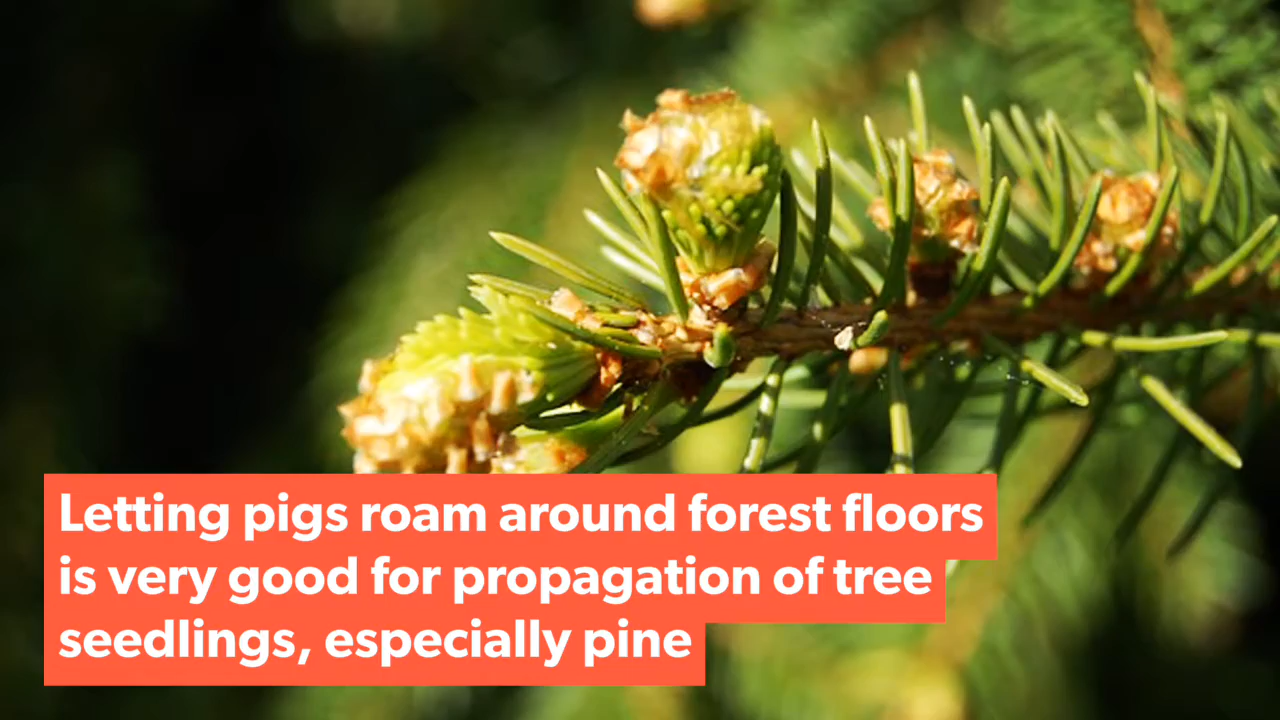 Letting pigs roam around forest floors
is very good for propagation of tree
seedlings, especially pine